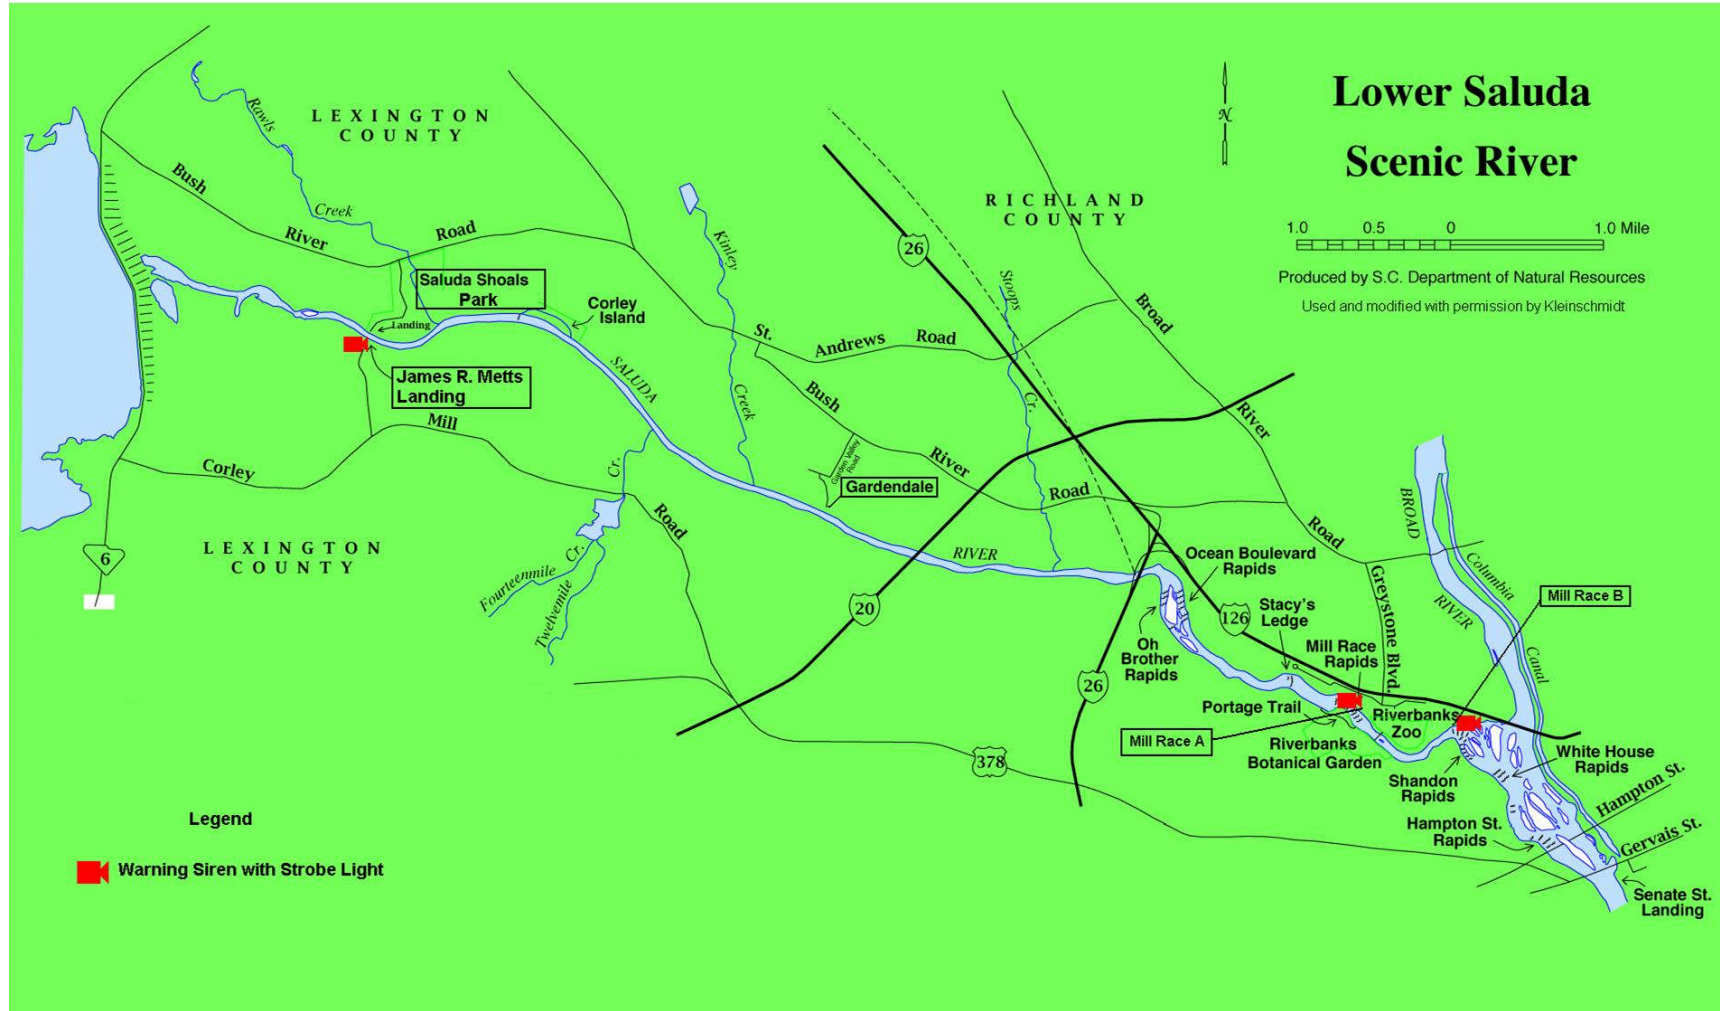 Lower Saluda
Scenic River
N
1.0 0.5 0 1.0 Mile
Produced by S.C. Department of Natural Resources
Used and modified with permission by Kleinschmidt
LEXINGTON
COUNTY
RICHLAND
COUNTY
Rawls
Creek
Bush
River
Road
Saluda Shoals
Park
Landing
Corley
Island
James R. Metts
Landing
Mill
Corley
Road
SALUDA
RIVER
Kinley
Creek
St.
Andrews
Road
Bush
River
Road
Garden Valley
Road
Gardendale
Stoops
Cr.
26
Broad
River
Road
LEXINGTON
COUNTY
6
Cr.
Cr.
Fourteenmile
Twelvemile
20
26
126
378
Ocean Boulevard
Rapids
Oh
Brother
Rapids
Stacy's
Ledge
Mill Race
Rapids
Greystone Blvd.
BROAD
RIVER
Columbia
Canal
Mill Race B
Portage Trail
Mill Race A
Riverbanks
Zoo
Riverbanks
Botanical Garden
Shandon
Rapids
White House
Rapids
Hampton St.
Rapids
Hampton St.
Gervais St.
Senate St.
Landing
Legend
Warning Siren with Strobe Light